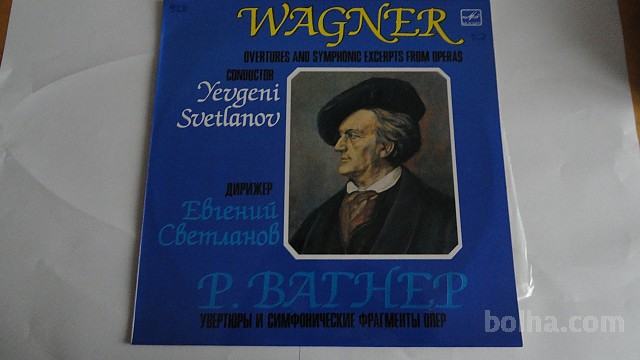 WAGNER
OVERTURES AND SYMPHONIC EXCERPTS FROM OPERAS
CONDUCTOR
Yevgeni
Svetlanov
ДИРИЖЕР
Евгений
Светланов
Р. ВАГНЕР
УВЕРТЮРЫ И СИМФОНИЧЕСКИЕ ФРАГМЕНТЫ ОПЕР
bolha.com